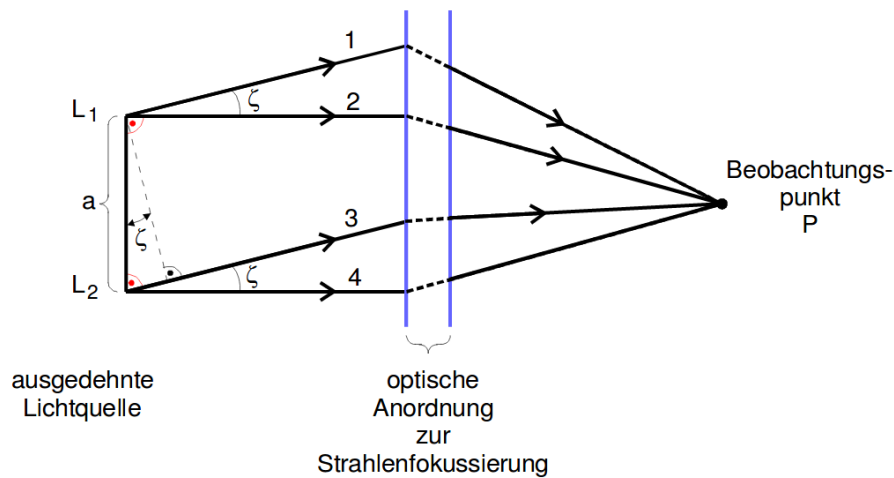 1
L1
ζ
2
a
Beobachtungs-
punkt
P
3
ζ
L2
ζ
4
ausgedehnte
Lichtquelle
optische
Anordnung
zur
Strahlenfokussierung